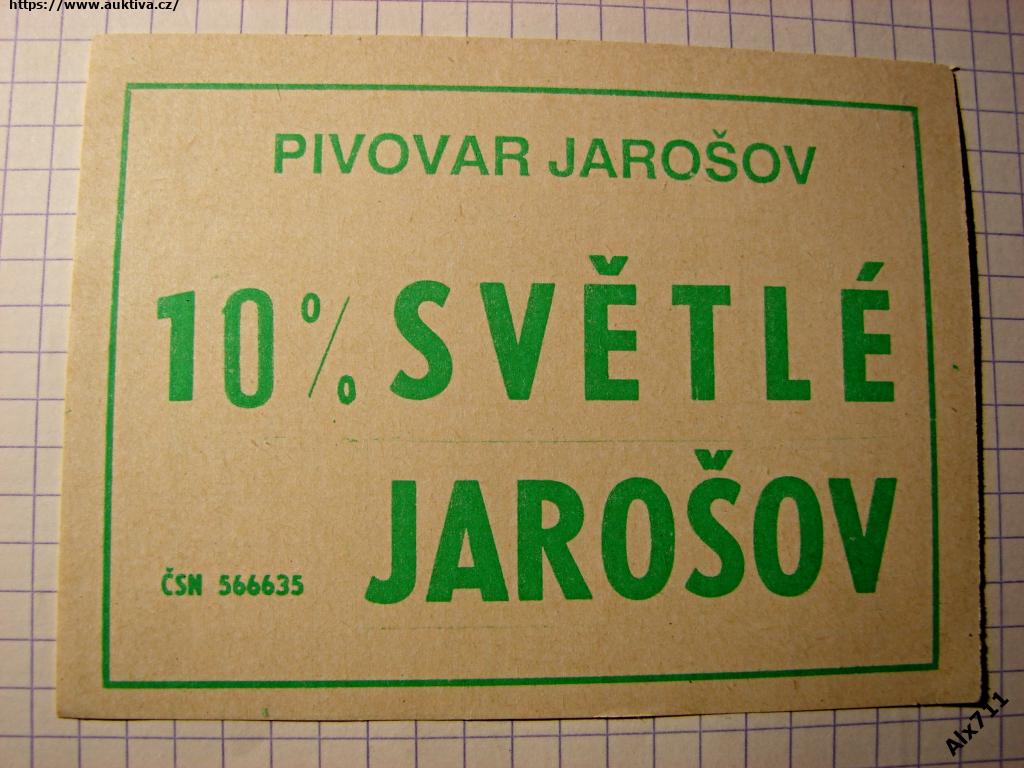 https://www.auktiva.cz/
PIVOVAR JAROŠOV
10% SVĚTLÉ
JAROŠOV
ČSN 566635
Alx711